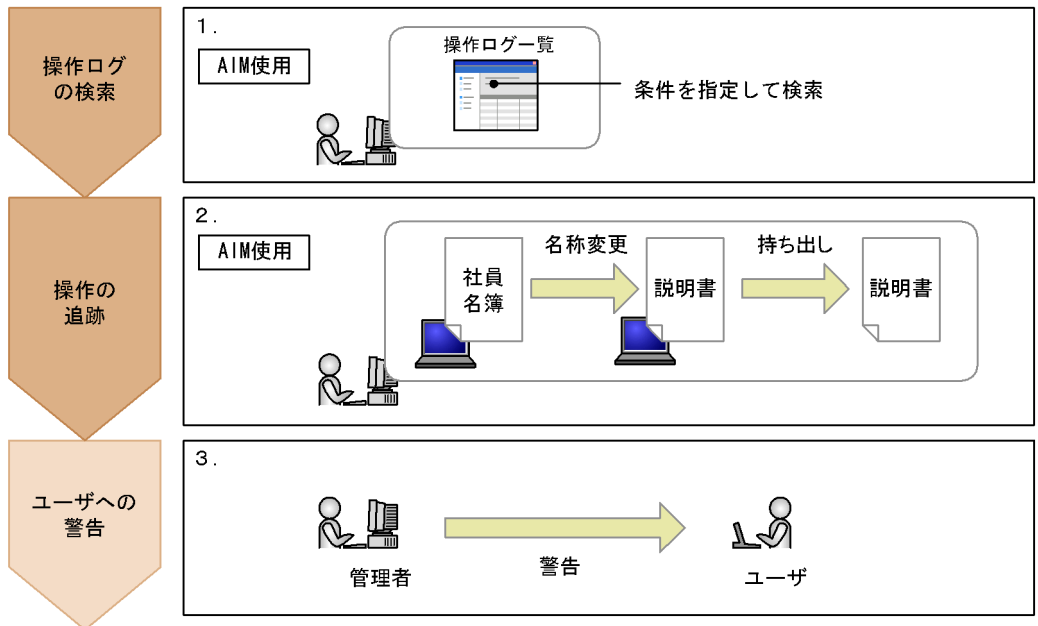 操作ログ
の検索
1.
AIM使用
操作ログ一覧
条件を指定して検索
操作の
追跡
2.
AIM使用
社員
名簿
名称変更
説明書
持ち出し
説明書
ユーザへの
警告
3.
管理者
警告
ユーザ